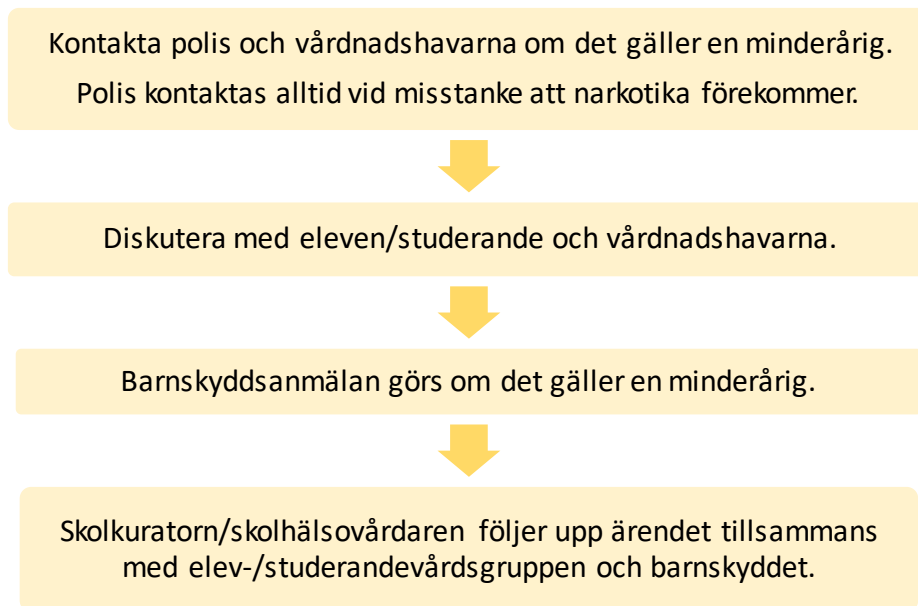 Kontakta polis och vårdnadshavarna om det gäller en minderårig.
Polis kontaktas alltid vid misstanke att narkotika förekommer.
Diskutera med eleven/studerande och vårdnadshavarna.
Barnskyddsanmälan görs om det gäller en minderårig.
Skolkuratorn/skolhälsovårdaren följer upp ärendet tillsammans
med elev-/studerandevårdsgruppen och barnskyddet.